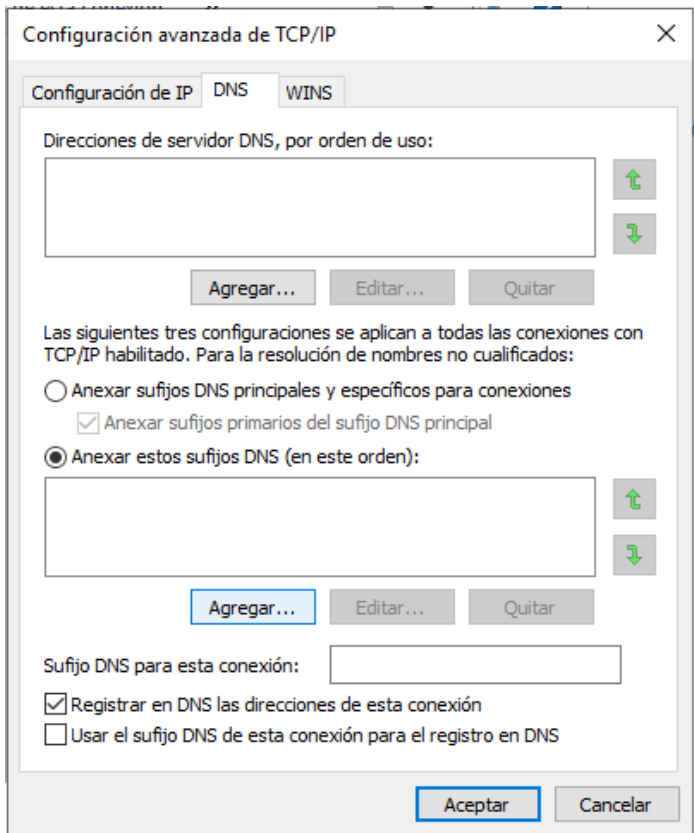 Configuración avanzada de TCP/IP
Configuración de IP DNS WINS
Direcciones de servidor DNS, por orden de uso:
Agregar... Editar... Quitar
Las siguientes tres configuraciones se aplican a todas las conexiones con
TCP/IP habilitado. Para la resolución de nombres no cualificados:
Anexar sufijos DNS principales y específicos para conexiones
Anexar sufijos primarios del sufijo DNS principal
Anexar estos sufijos DNS (en este orden):
Agregar... Editar... Quitar
Sufijo DNS para esta conexión:
Registrar en DNS las direcciones de esta conexión
Usar el sufijo DNS de esta conexión para el registro en DNS
Aceptar Cancelar